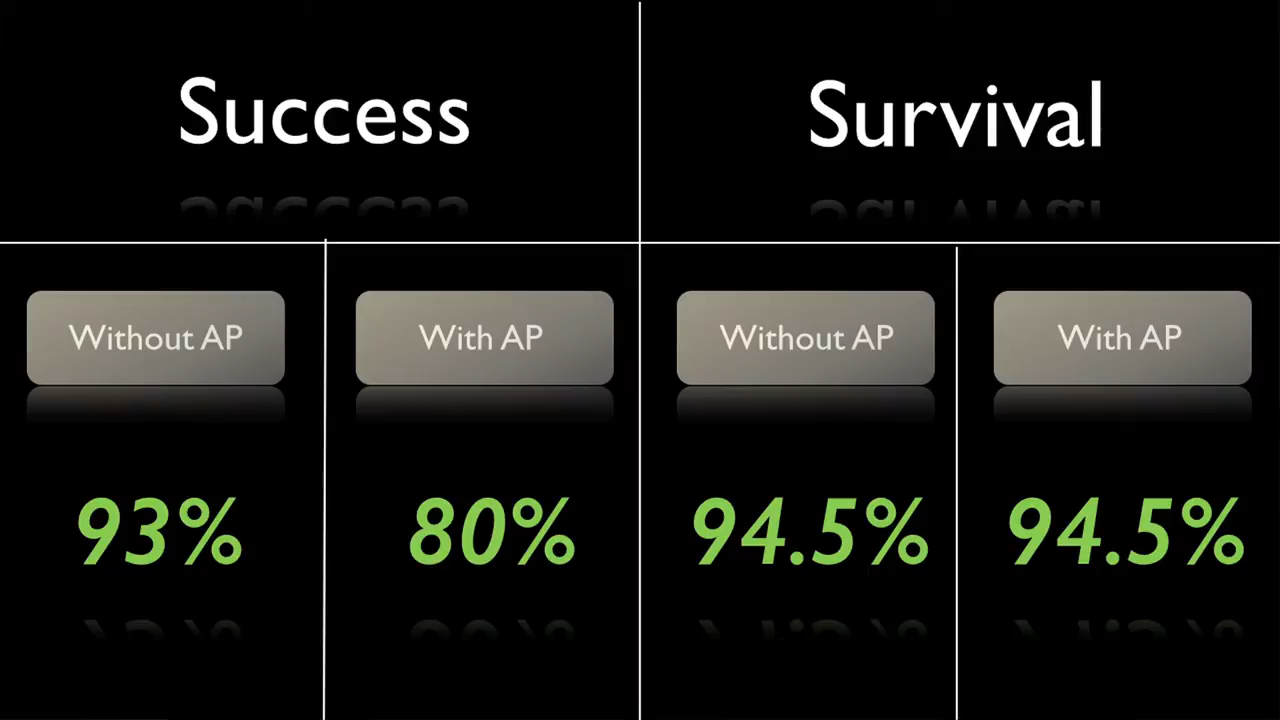 Success
Survival
Without AP
With AP
Without AP
With AP
93%
80%
94.5%
94.5%